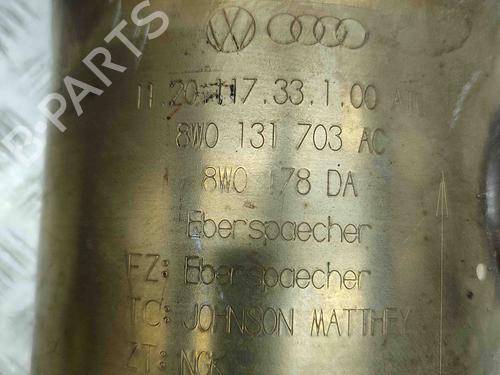 11.20.117.33.1.00
8W0 131 703 AC
8W0 178 DA
Eberspaecher
FZ: Eberspaecher
TC: JOHNSON MATTHEY
ZT: NGK
B-PARTS